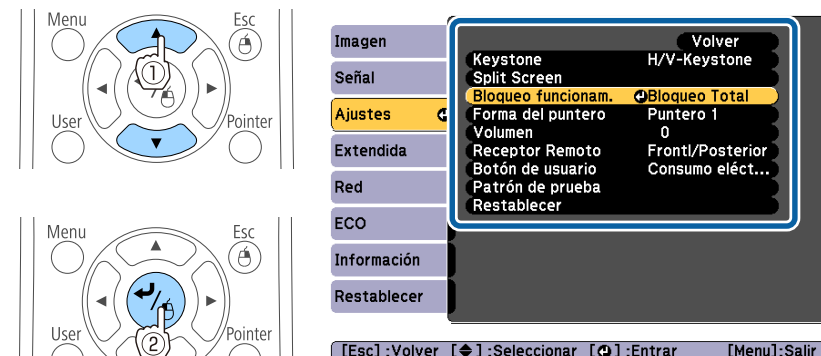 Menu
Esc
①
User
Pointer
Menu
Esc
User
②
Pointer
Imagen
Señal
Ajustes
Extendida
Red
ECO
Información
Restablecer
Volver
Keystone H/V-Keystone
Split Screen
Bloqueo funcionam. Bloqueo Total
Forma del puntero Puntero 1
Volumen 0
Receptor Remoto Frontl/Posterior
Botón de usuario Consumo eléct...
Patrón de prueba
Restablecer
[Esc] :Volver [◆] :Seleccionar [↵] :Entrar [Menu]:Salir